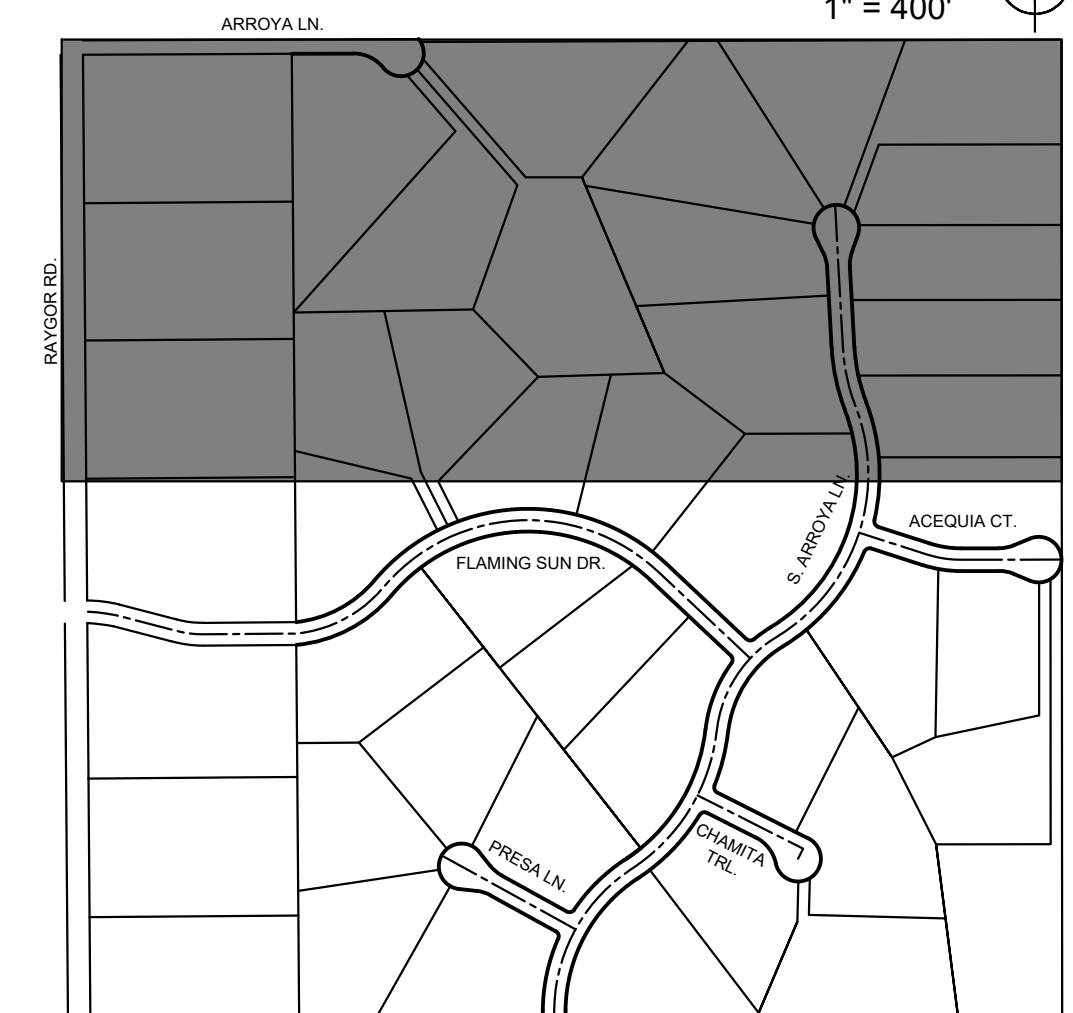 1" = 400'
ARROYA LN.
RAYGOR RD.
S. ARROYA LN.
ACEQUIA CT.
FLAMING SUN DR.
CHAMITA
TRL.
PRESA LN.